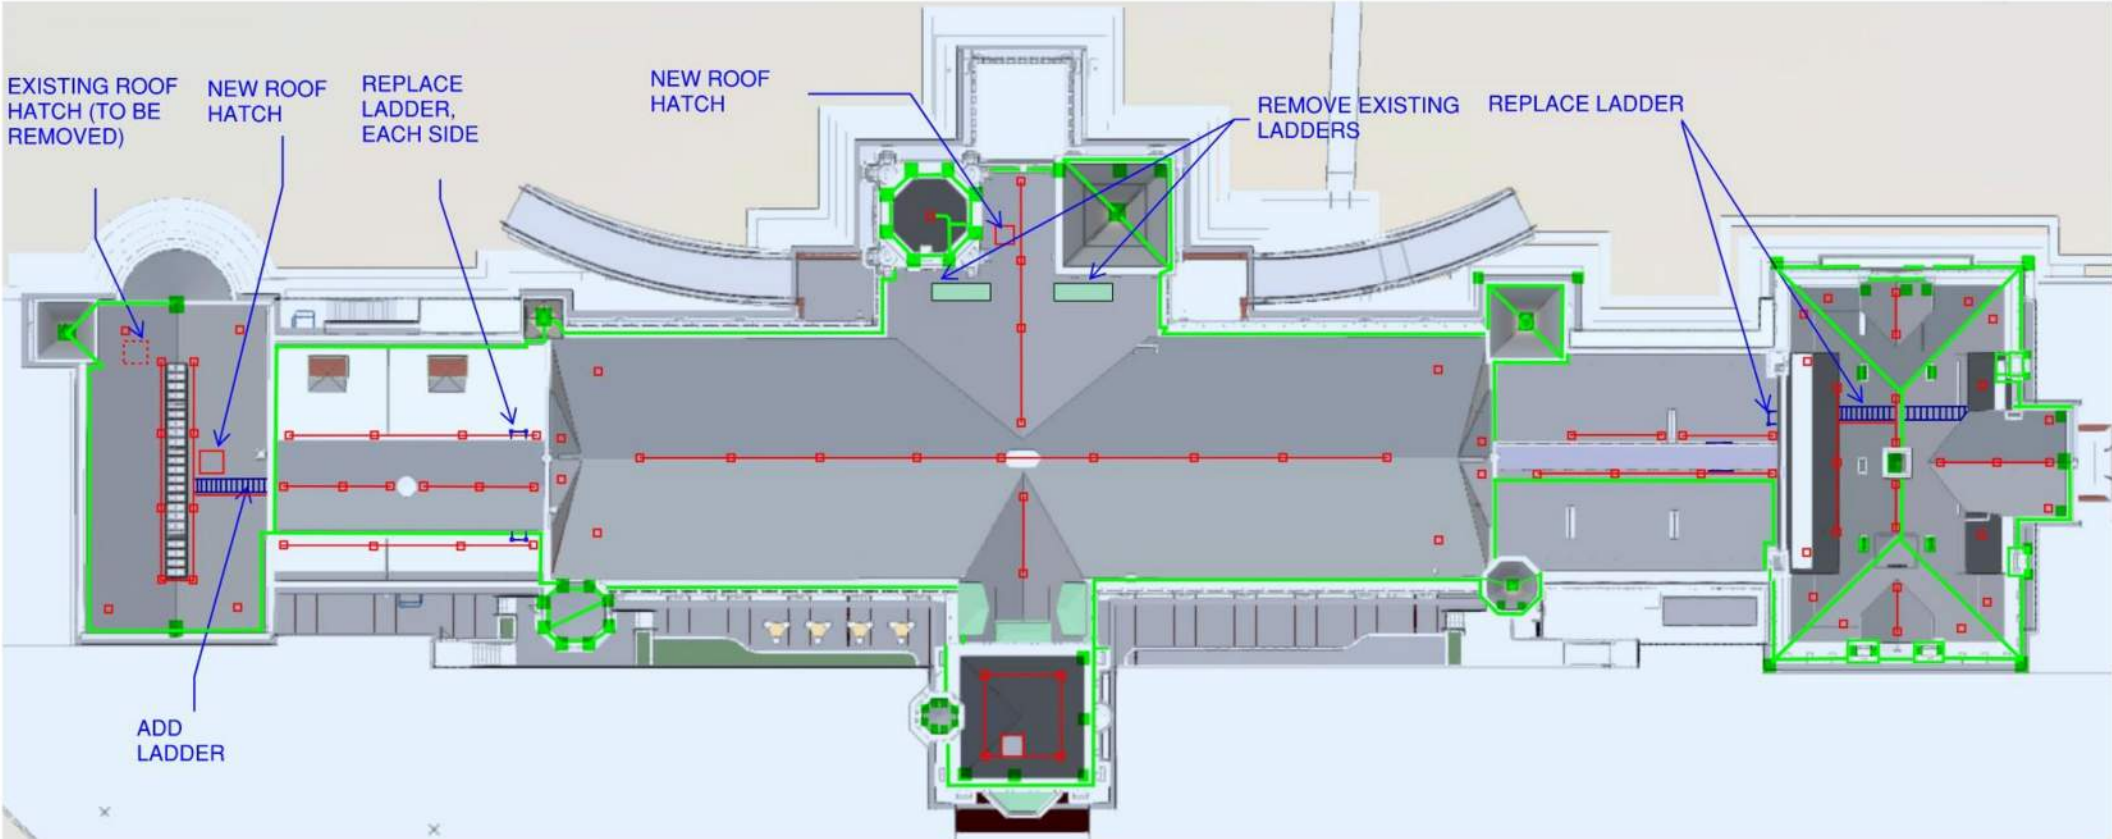 EXISTING ROOF
HATCH (TO BE
REMOVED)
NEW ROOF
HATCH
REPLACE
LADDER,
EACH SIDE
NEW ROOF
HATCH
REMOVE EXISTING
LADDERS
REPLACE LADDER
ADD
LADDER